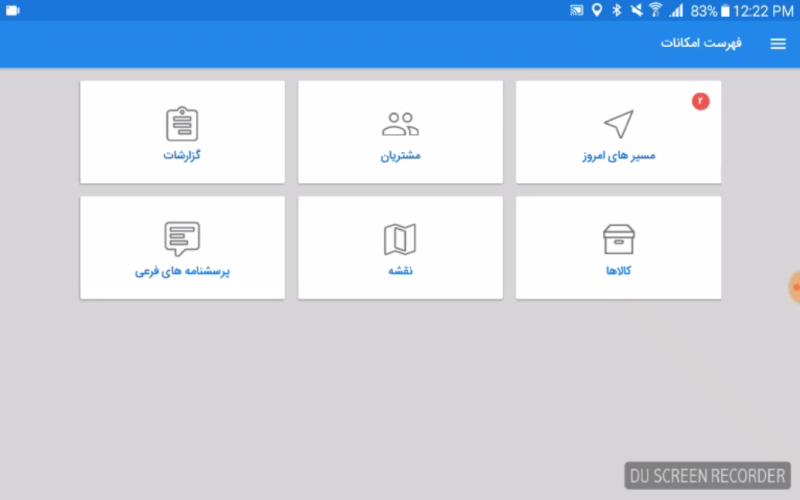 83% 12:22 PM
فهرست امکانات
۲
مسیر های امروز
مشتریان
گزارشات
کالاها
نقشه
پرسشنامه های فرعی
DU SCREEN RECORDER